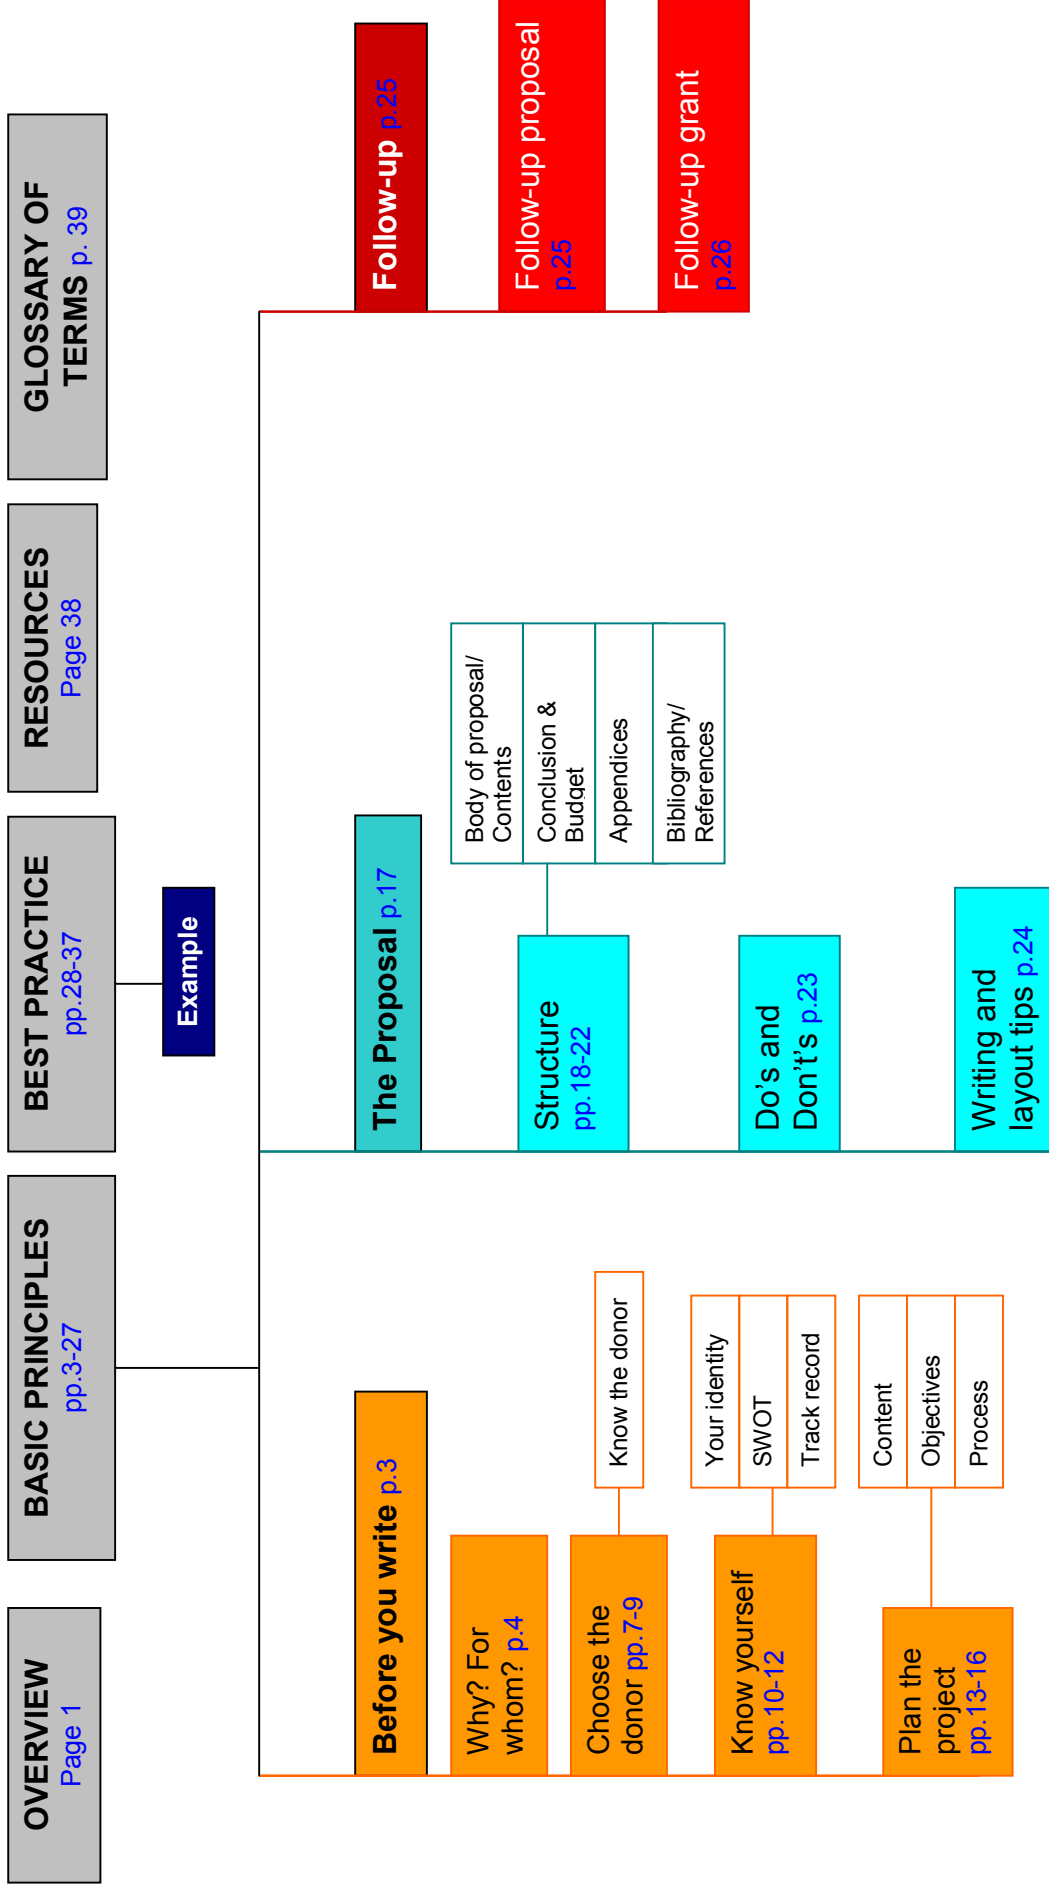 OVERVIEW
Page 1
BASIC PRINCIPLES
pp.3-27
BEST PRACTICE
pp.28-37
RESOURCES
Page 38
GLOSSARY OF
TERMS p. 39
Example
Before you write p.3
Why? For
whom? p.4
Choose the
donor pp.7-9
Know the donor
Know yourself
pp.10-12
Your identity
SWOT
Track record
Plan the
project
pp.13-16
Content
Objectives
Process
The Proposal p.17
Structure
pp.18-22
Body of proposal/
Contents
Conclusion &
Budget
Appendices
Bibliography/
References
Do's and
Don't's p.23
Writing and
layout tips p.24
Follow-up p.25
Follow-up proposal
p.25
Follow-up grant
p.26